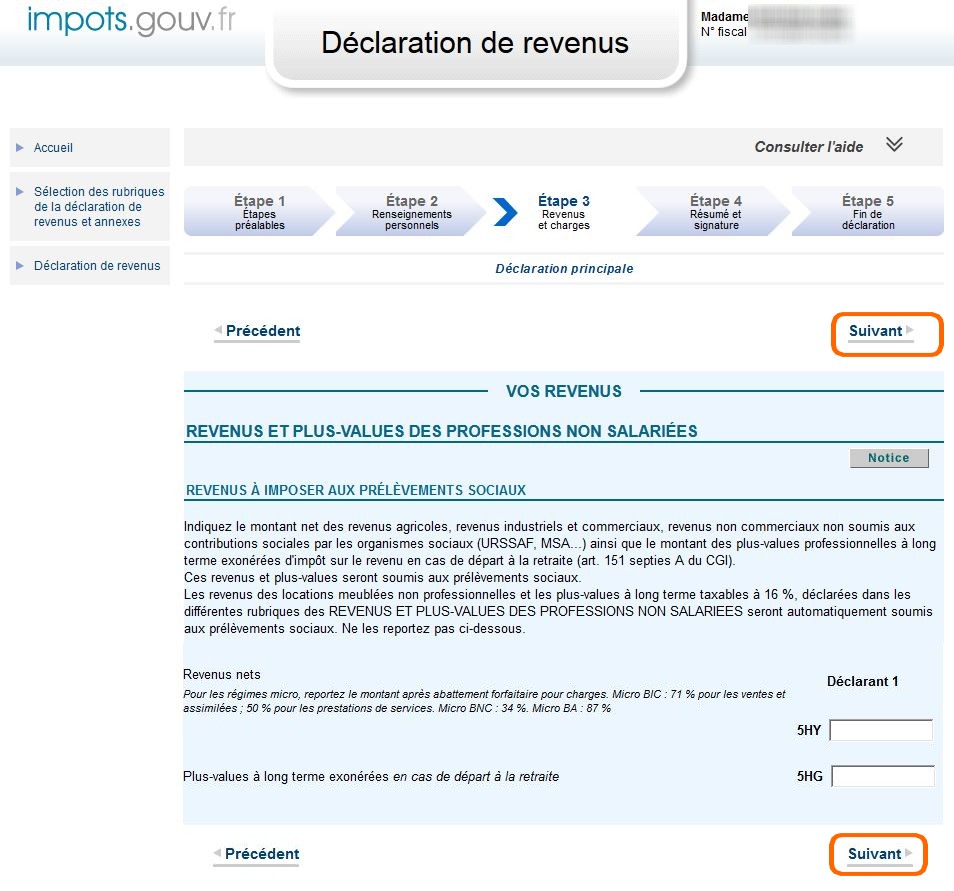 impots.gouv.fr
Déclaration de revenus
Madame
N° fiscal
Accueil
Sélection des rubriques
de la déclaration de
revenus et annexes
Déclaration de revenus
Consulter l'aide
Étape 1
Étapes
préalables
Étape 2
Renseignements
personnels
Étape 3
Revenus
et charges
Étape 4
Résumé et
signature
Étape 5
Fin de
déclaration
Déclaration principale
Précédent
Suivant
VOS REVENUS
REVENUS ET PLUS-VALUES DES PROFESSIONS NON SALARIÉES
Notice
REVENUS À IMPOSER AUX PRÉLÈVEMENTS SOCIAUX
Indiquez le montant net des revenus agricoles, revenus industriels et commerciaux, revenus non commerciaux non soumis aux
contributions sociales par les organismes sociaux (URSSAF, MSA...) ainsi que le montant des plus-values professionnelles à long
terme exonérées d'impôt sur le revenu en cas de départ à la retraite (art. 151 septies A du CGI).
Ces revenus et plus-values seront soumis aux prélèvements sociaux.
Les revenus des locations meublées non professionnelles et les plus-values à long terme taxables à 16 %, déclarées dans les
différentes rubriques des REVENUS ET PLUS-VALUES DES PROFESSIONS NON SALARIEES seront automatiquement soumis
aux prélèvements sociaux. Ne les reportez pas ci-dessous.
Revenus nets
Déclarant 1
Pour les régimes micro, reportez le montant après abattement forfaitaire pour charges. Micro BIC : 71 % pour les ventes et
assimilées ; 50 % pour les prestations de services. Micro BNC : 34 %. Micro BA : 87 %
5HY
Plus-values à long terme exonérées en cas de départ à la retraite
5HG
Précédent
Suivant